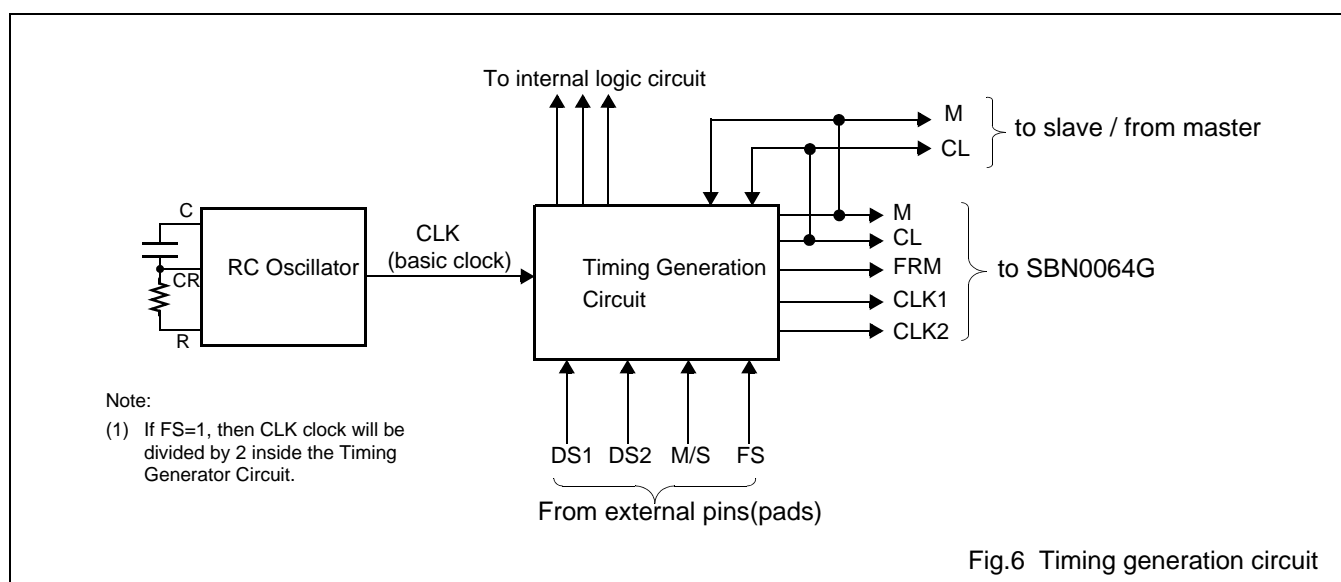 To internal logic circuit
M
CL
to slave / from master
C
CR
R
RC Oscillator
CLK
(basic clock)
Timing Generation
Circuit
M
CL
FRM
CLK1
CLK2
to SBN0064G
Note:
(1) If FS=1, then CLK clock will be
divided by 2 inside the Timing
Generator Circuit.
DS1 DS2 M/S FS
From external pins(pads)
Fig.6 Timing generation circuit